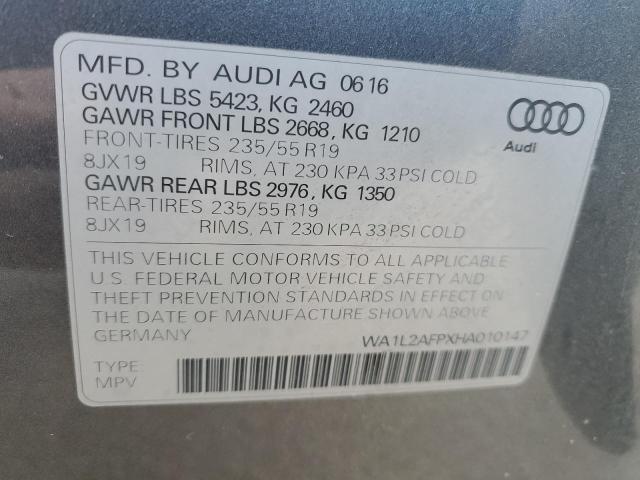 MFD. BY AUDI AG 0616
GVWR LBS 5423, KG 2460
GAWR FRONT LBS 2668, KG 1210
FRONT-TIRES 235/55 R19
8JX19 RIMS, AT 230 KPA 33 PSI COLD
GAWR REAR LBS 2976, KG 1350
REAR-TIRES 235/55 R19
8JX19 RIMS, AT 230 KPA 33 PSI COLD
Audi
THIS VEHICLE CONFORMS TO ALL APPLICABLE
U.S. FEDERAL MOTOR VEHICLE SAFETY AND
THEFT PREVENTION STANDARDS IN EFFECT ON
THE DATE OF MANUFACTURE SHOWN ABOVE.
GERMANY
WA1L2AFPXHA010147
TYPE:
MPV